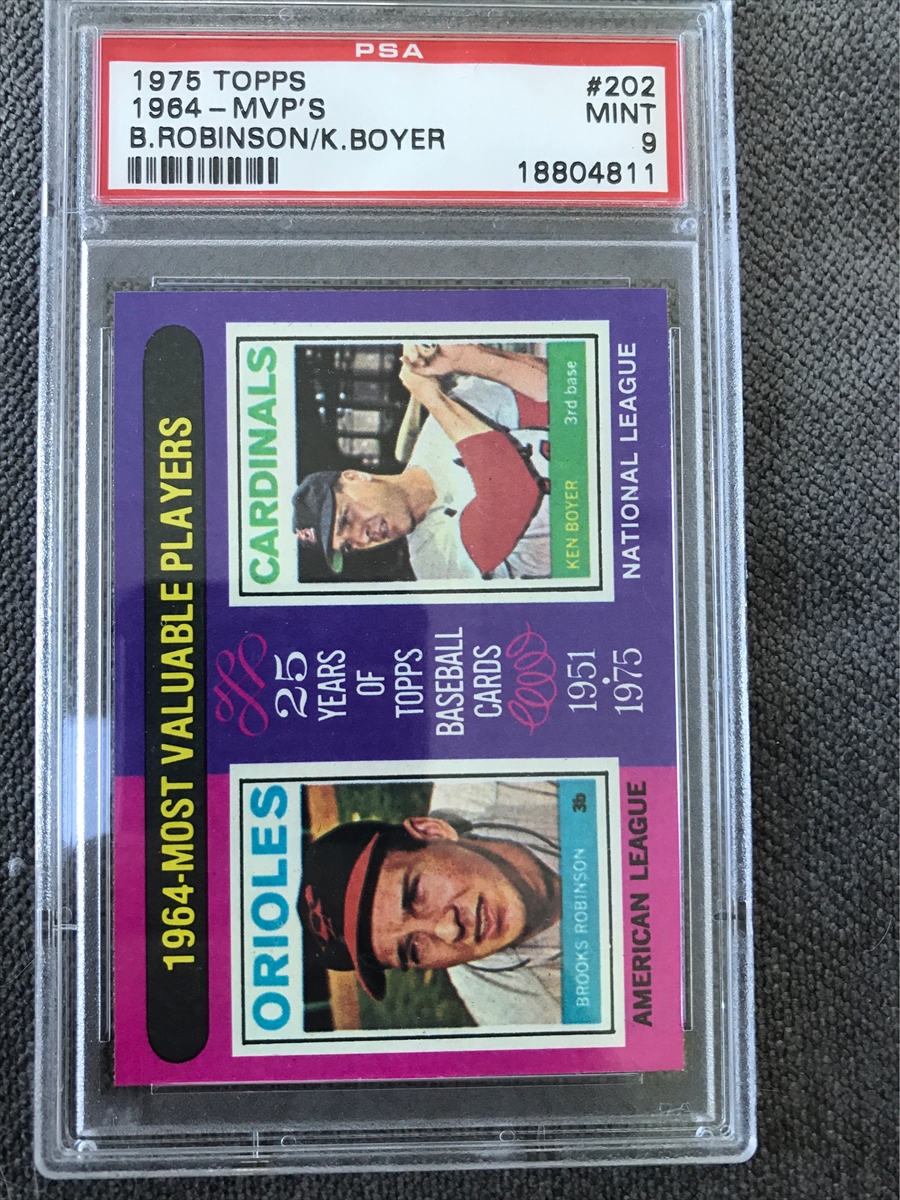 PSA
1975 TOPPS #202
1964-MVP'S MINT
B.ROBINSON/K.BOYER 9
18804811
1964-MOST VALUABLE PLAYERS
ORIOLES
BROOKS ROBINSON 3b
AMERICAN LEAGUE
25
YEARS
OF
TOPPS
BASEBALL
CARDS
1951
•
1975
CARDINALS
KEN BOYER 3rd base
NATIONAL LEAGUE